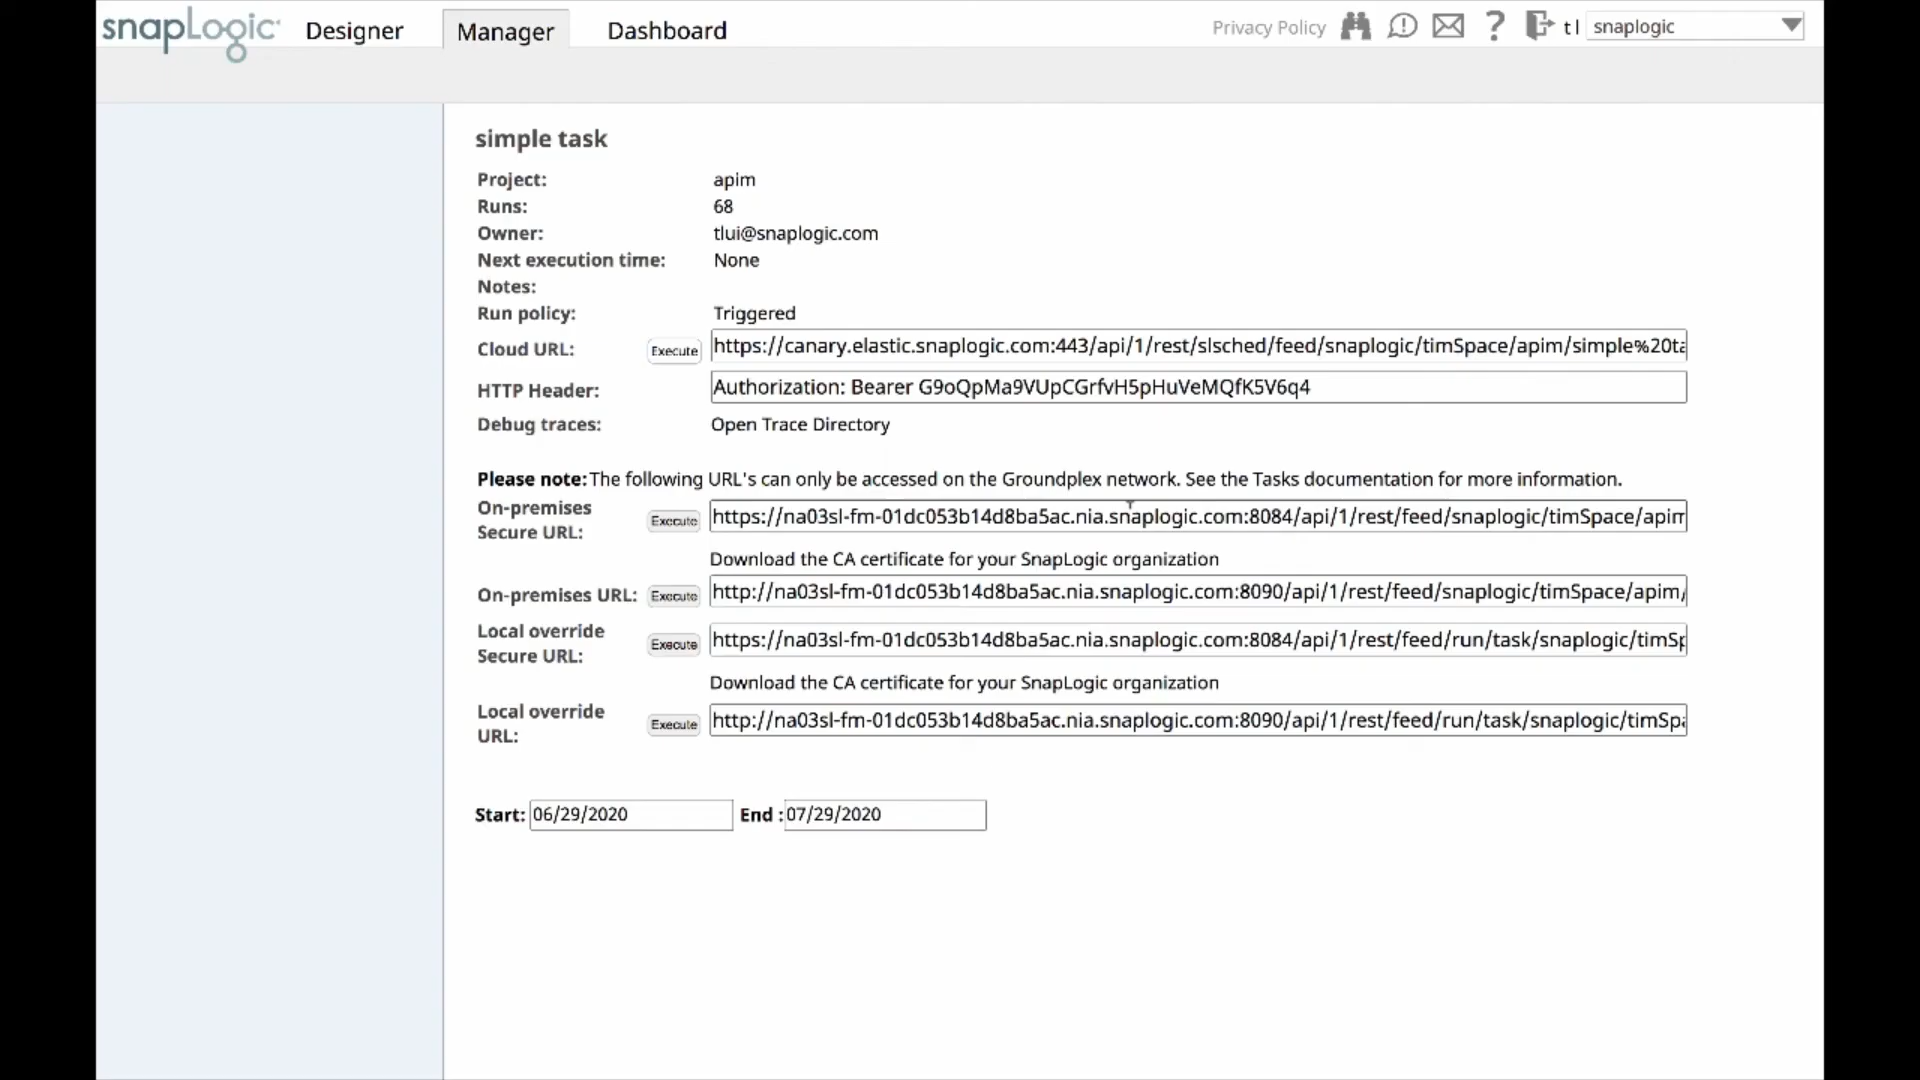 snapLogic Designer Manager Dashboard Privacy Policy ? t l snaplogic
simple task
Project: apim
Runs: 68
Owner: tlui@snaplogic.com
Next execution time: None
Notes:
Run policy: Triggered
Cloud URL: Execute https://canary.elastic.snaplogic.com:443/api/1/rest/slsched/feed/snaplogic/timSpace/apim/simple%20ta
HTTP Header: Authorization: Bearer G9oQpMa9VUpCGrfvH5pHuVeMQfK5V6q4
Debug traces: Open Trace Directory
Please note: The following URL's can only be accessed on the Groundplex network. See the Tasks documentation for more information.
On-premises
Secure URL: Execute https://na03sl-fm-01dc053b14d8ba5ac.nia.snaplogic.com:8084/api/1/rest/feed/snaplogic/timSpace/apim
Download the CA certificate for your SnapLogic organization
On-premises URL: Execute http://na03sl-fm-01dc053b14d8ba5ac.nia.snaplogic.com:8090/api/1/rest/feed/snaplogic/timSpace/apim/
Local override
Secure URL: Execute https://na03sl-fm-01dc053b14d8ba5ac.nia.snaplogic.com:8084/api/1/rest/feed/run/task/snaplogic/timSp
Download the CA certificate for your SnapLogic organization
Local override
URL: Execute http://na03sl-fm-01dc053b14d8ba5ac.nia.snaplogic.com:8090/api/1/rest/feed/run/task/snaplogic/timSpa
Start: 06/29/2020 End : 07/29/2020